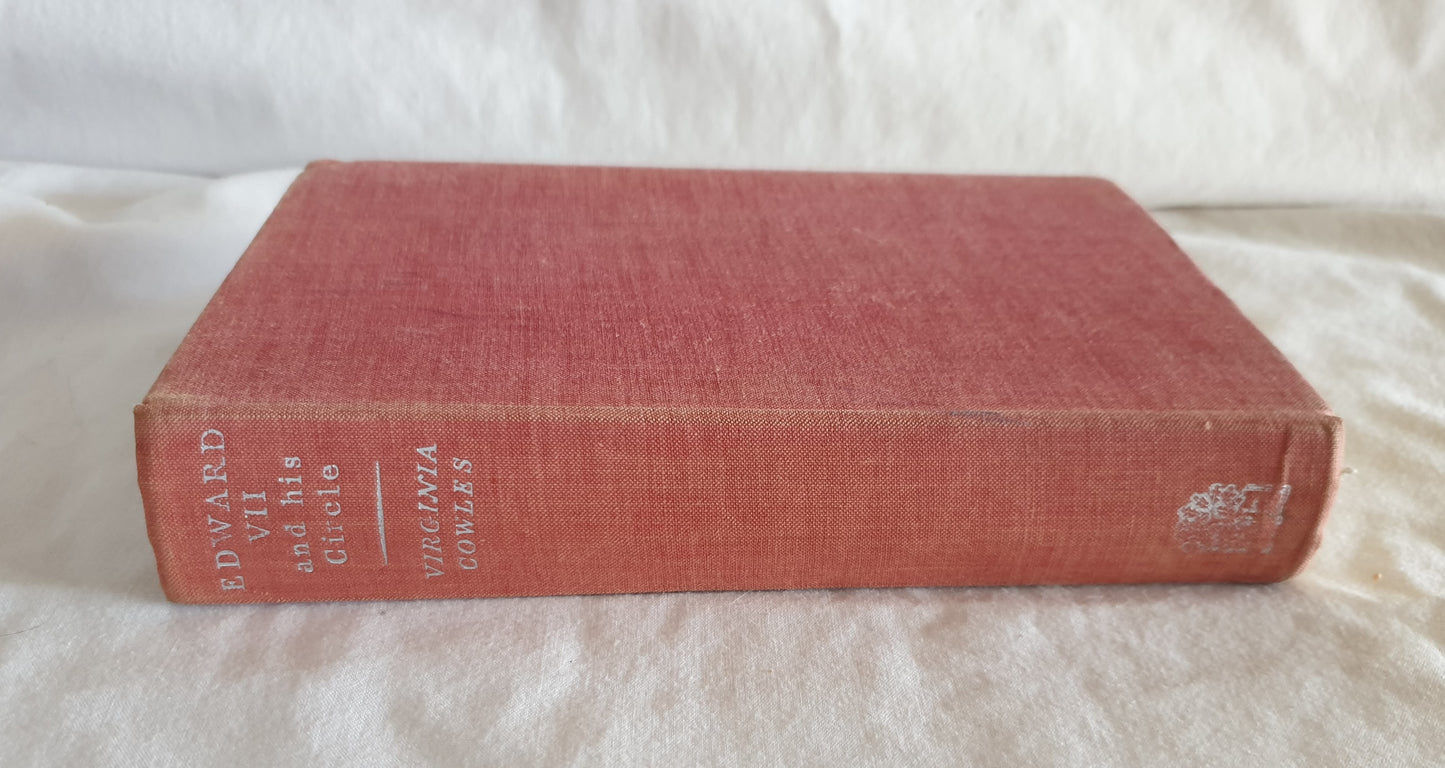 EDWARD
VII
and his
Circle
VIRGINIA
COWLES